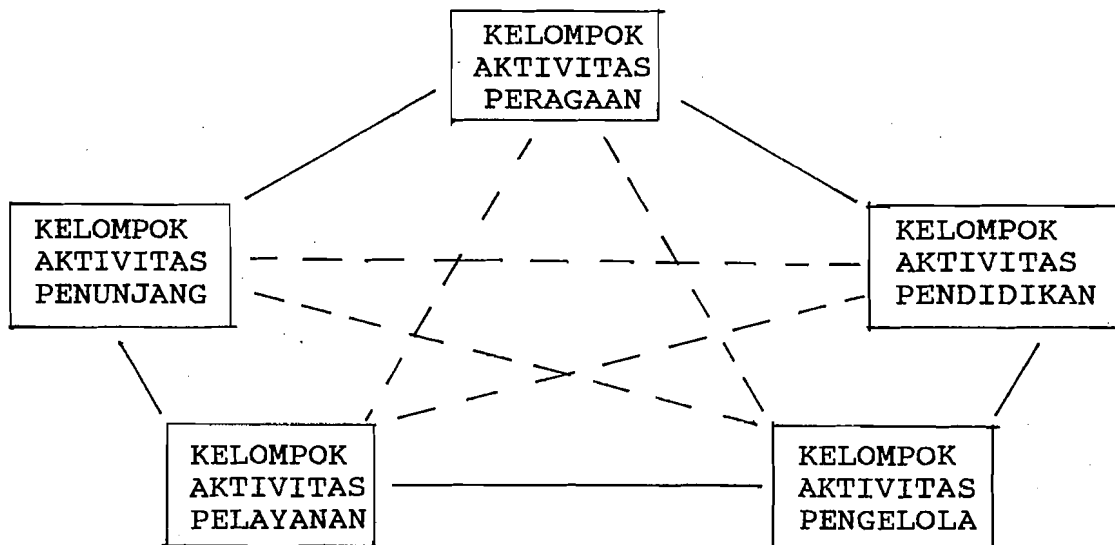 KELOMPOK
AKTIVITAS
PERAGAAN
KELOMPOK
AKTIVITAS
PENUNJANG
KELOMPOK
AKTIVITAS
PENDIDIKAN
KELOMPOK
AKTIVITAS
PELAYANAN
KELOMPOK
AKTIVITAS
PENGELOLA